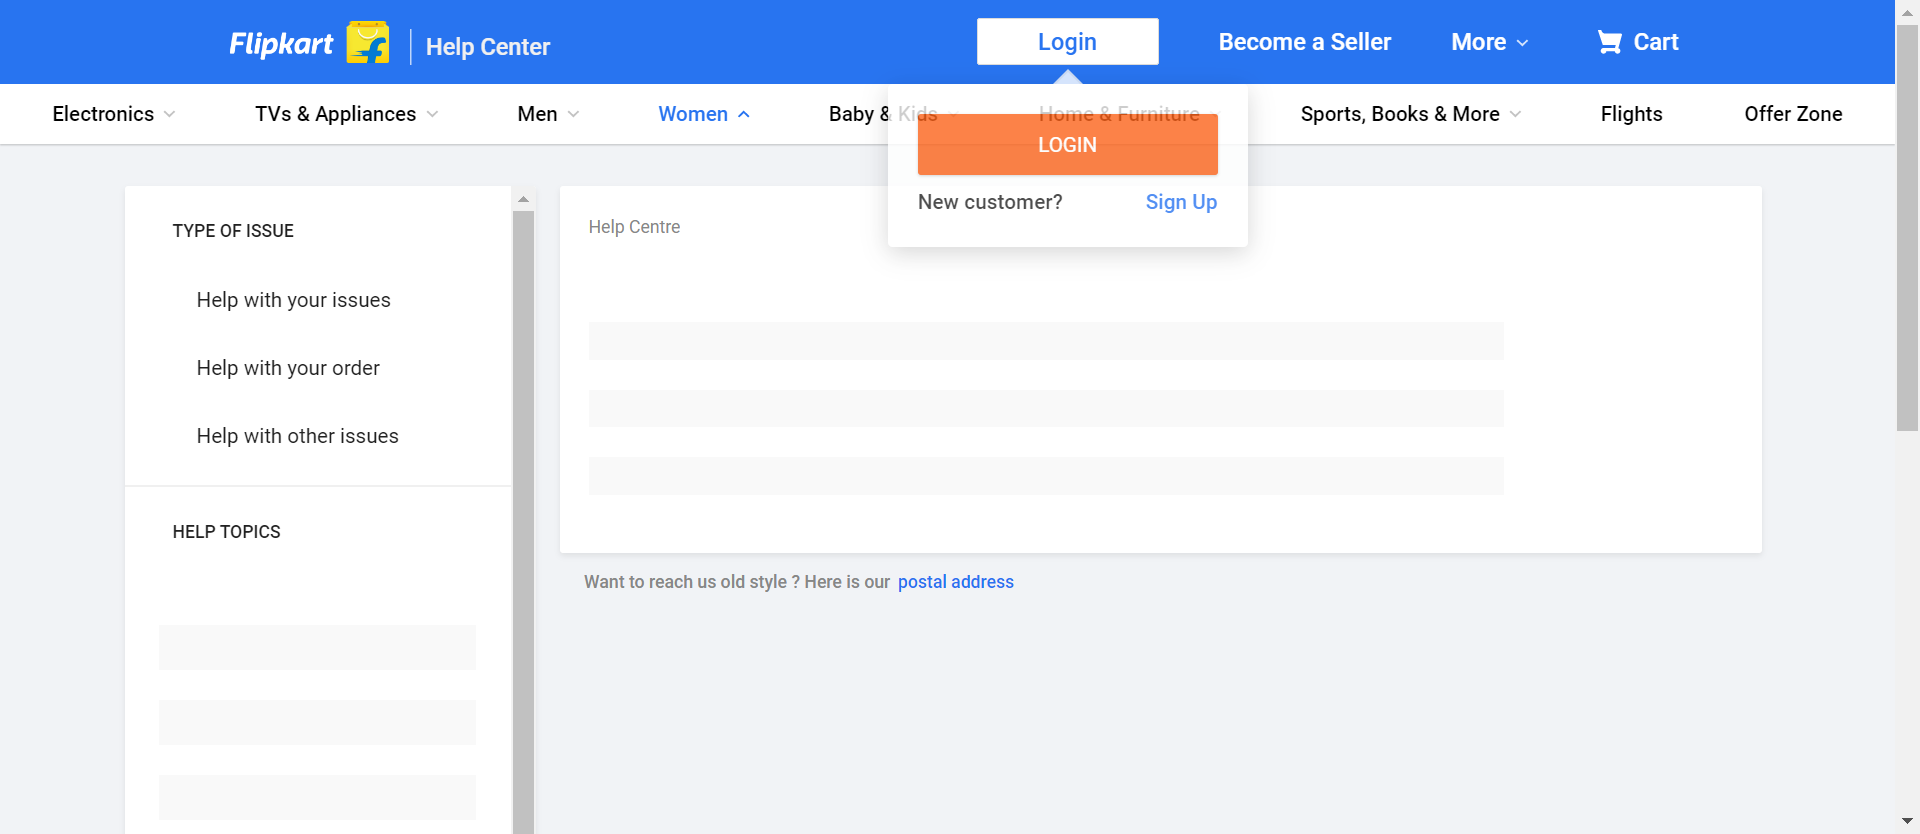 Flipkart Help Center Login Become a Seller More Cart
Electronics TVs & Appliances Men Women Baby & Kids Home & Furniture Sports, Books & More Flights Offer Zone
LOGIN
New customer? Sign Up
TYPE OF ISSUE
Help with your issues
Help with your order
Help with other issues
HELP TOPICS
Help Centre
Want to reach us old style ? Here is our postal address